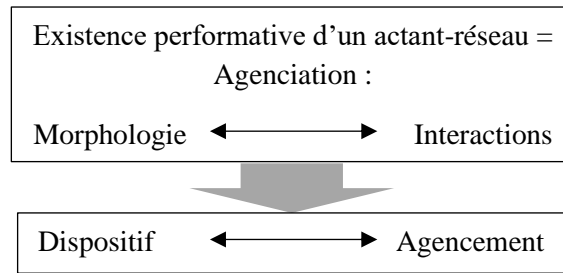 Existence performative d’un actant-réseau =
Agenciation :
Morphologie Interactions
Dispositif Agencement